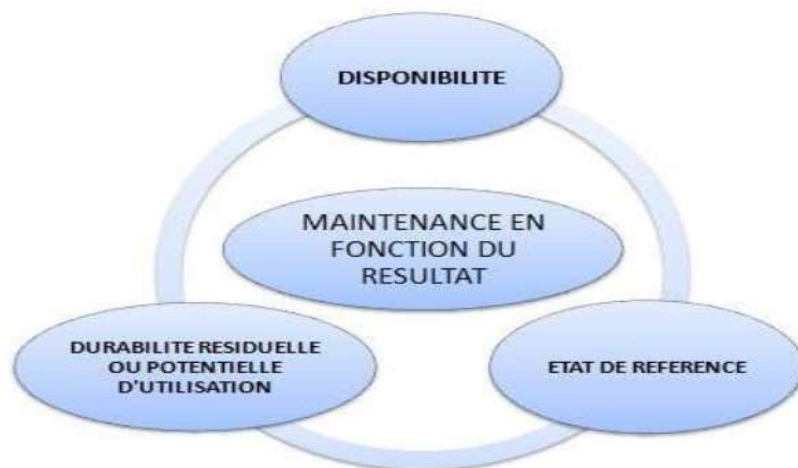 DISPONIBILITE
MAINTENANCE EN
FONCTION DU
RESULTAT
DURABILITE RESIDUELLE
OU POTENTIELLE
D'UTILISATION
ETAT DE REFERENCE